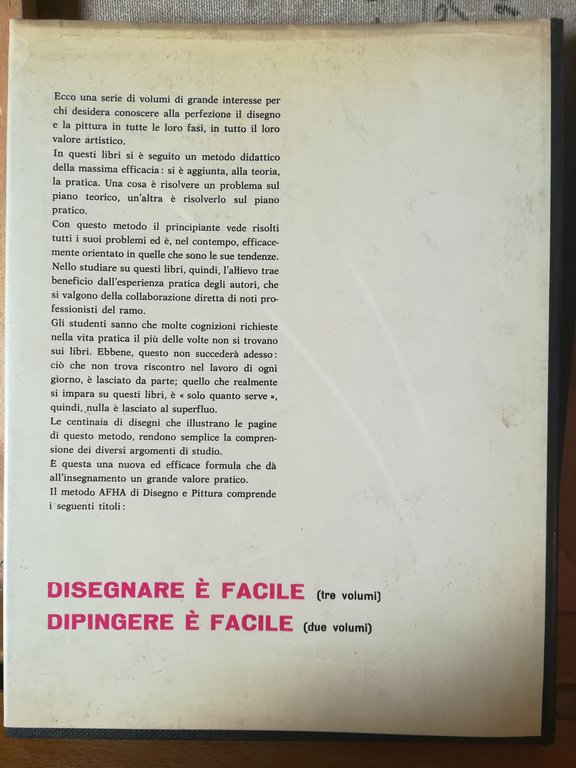 Ecco una serie di volumi di grande interesse per
chi desidera conoscere alla perfezione il disegno
e la pittura in tutte le loro fasi, in tutto il loro
valore artistico.
In questi libri si è seguito un metodo didattico
della massima efficacia: si è aggiunta, alla teoria,
la pratica. Una cosa è risolvere un problema sul
piano teorico, un'altra è risolverlo sul piano
pratico.
Con questo metodo il principiante vede risolti
tutti i suoi problemi ed è, nel contempo, efficace-
mente orientato in quelle che sono le sue tendenze.
Nello studiare su questi libri, quindi, l'allievo trae
beneficio dall'esperienza pratica degli autori, che
si valgono della collaborazione diretta di noti pro-
fessionisti del ramo.
Gli studenti sanno che molte cognizioni richieste
nella vita pratica il più delle volte non si trovano
sui libri. Ebbene, questo non succederà adesso:
ciò che non trova riscontro nel lavoro di ogni
giorno, è lasciato da parte; quello che realmente
si impara su questi libri, è « solo quanto serve »,
quindi, nulla è lasciato al superfluo.
Le centinaia di disegni che illustrano le pagine
di questo metodo, rendono semplice la compren-
sione dei diversi argomenti di studio.
È questa una nuova ed efficace formula che dà
all'insegnamento un grande valore pratico.
Il metodo AFHA di Disegno e Pittura comprende
i seguenti titoli:
DISEGNARE È FACILE (tre volumi)
DIPINGERE È FACILE (due volumi)